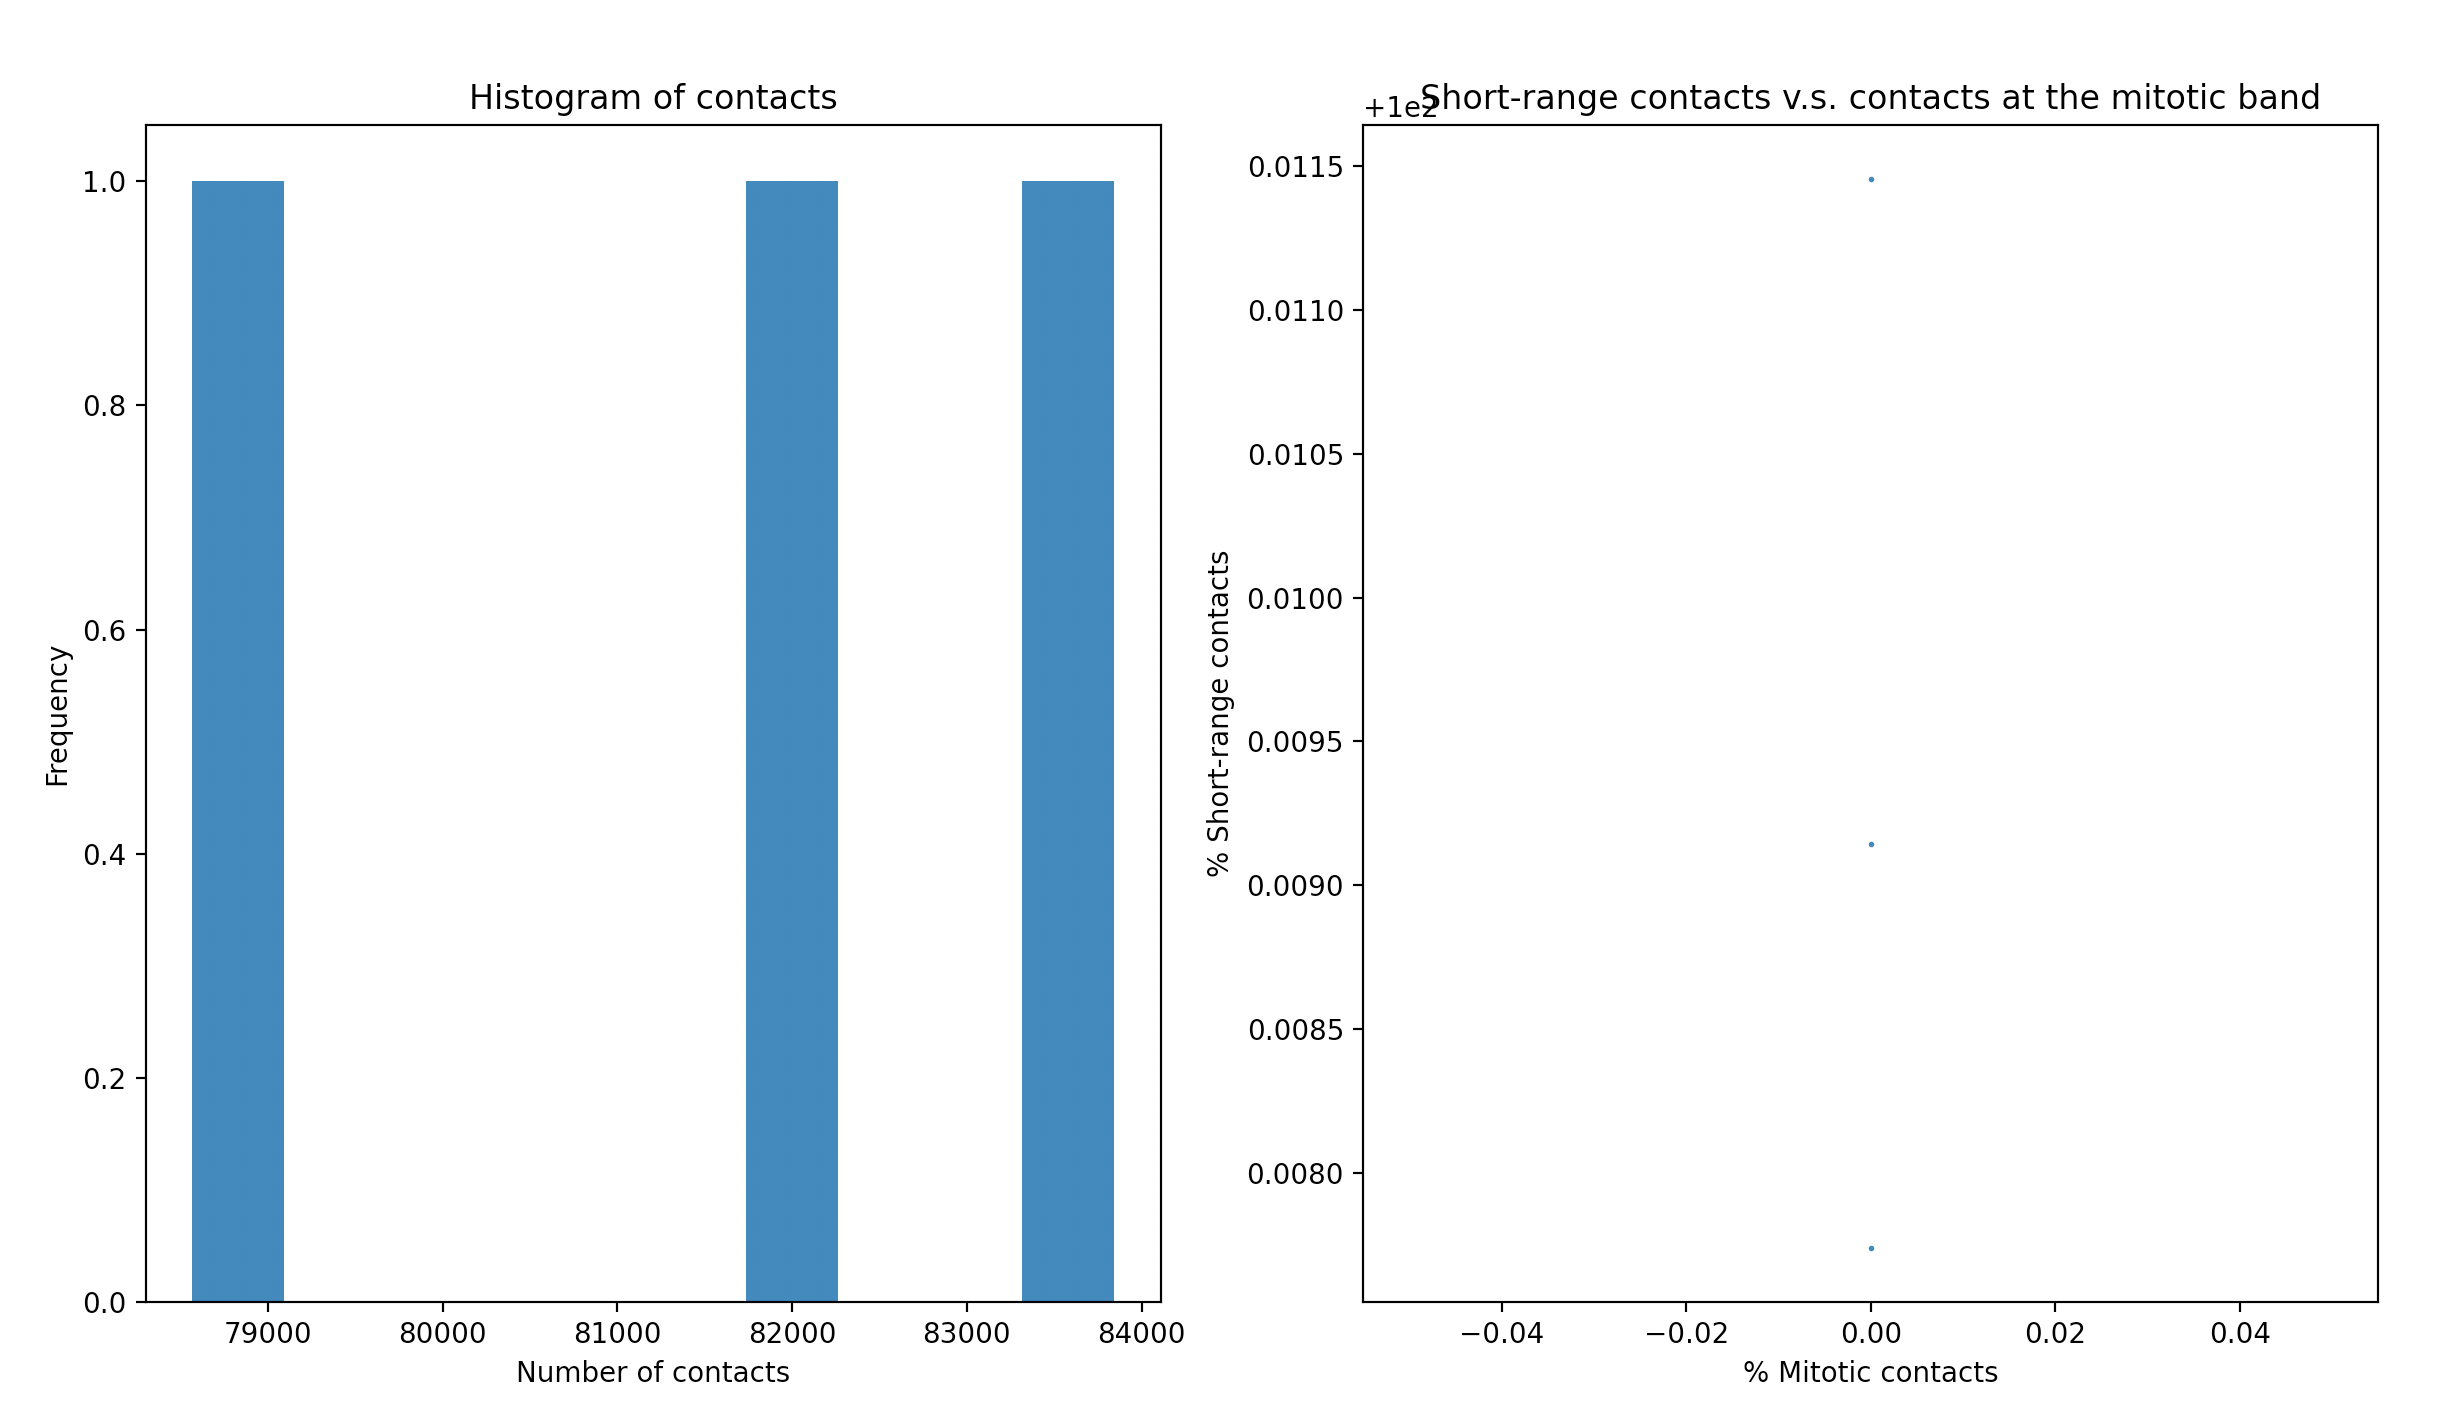 Histogram of contacts
1.0
0.8
0.6
0.4
0.2
0.0
Frequency
79000 80000 81000 82000 83000 84000
Number of contacts
Short-range contacts v.s. contacts at the mitotic band
+1e2
0.0115
0.0110
0.0105
0.0100
0.0095
0.0090
0.0085
0.0080
% Short-range contacts
−0.04 −0.02 0.00 0.02 0.04
% Mitotic contacts